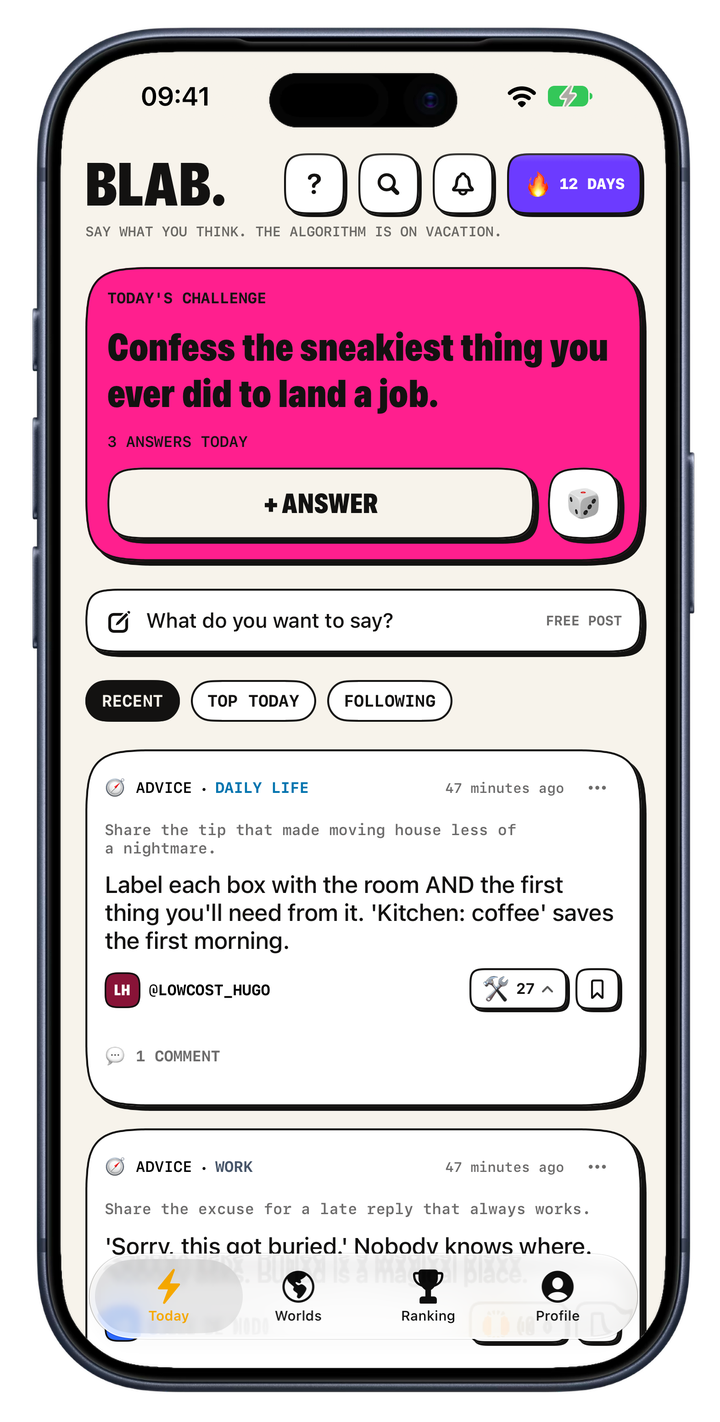 09:41
BLAB.
?
12 DAYS
SAY WHAT YOU THINK. THE ALGORITHM IS ON VACATION.
TODAY'S CHALLENGE
Confess the sneakiest thing you
ever did to land a job.
3 ANSWERS TODAY
+ ANSWER
What do you want to say?
FREE POST
RECENT
TOP TODAY
FOLLOWING
ADVICE · DAILY LIFE
47 minutes ago
Share the tip that made moving house less of
a nightmare.
Label each box with the room AND the first
thing you'll need from it. 'Kitchen: coffee' saves
the first morning.
LH
@LOWCOST_HUGO
27
1 COMMENT
ADVICE · WORK
47 minutes ago
Share the excuse for a late reply that always works.
'Sorry, this got buried.' Nobody knows where.
Today
Worlds
Ranking
Profile